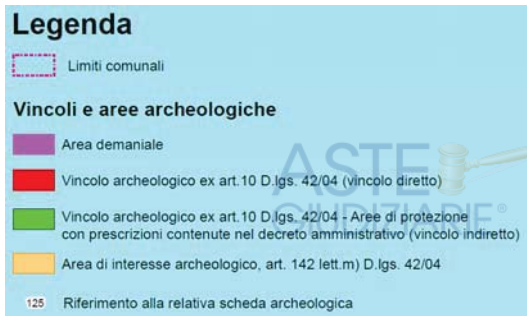 Legenda
Limiti comunali
Vincoli e aree archeologiche
Area demaniale
Vincolo archeologico ex art.10 D.lgs. 42/04 (vincolo diretto)
Vincolo archeologico ex art.10 D.lgs. 42/04 - Aree di protezione
con prescrizioni contenute nel decreto amministrativo (vincolo indiretto)
Area di interesse archeologico, art. 142 lett.m) D.lgs. 42/04
125 Riferimento alla relativa scheda archeologica
ASTE
GIUDIZIARIE®